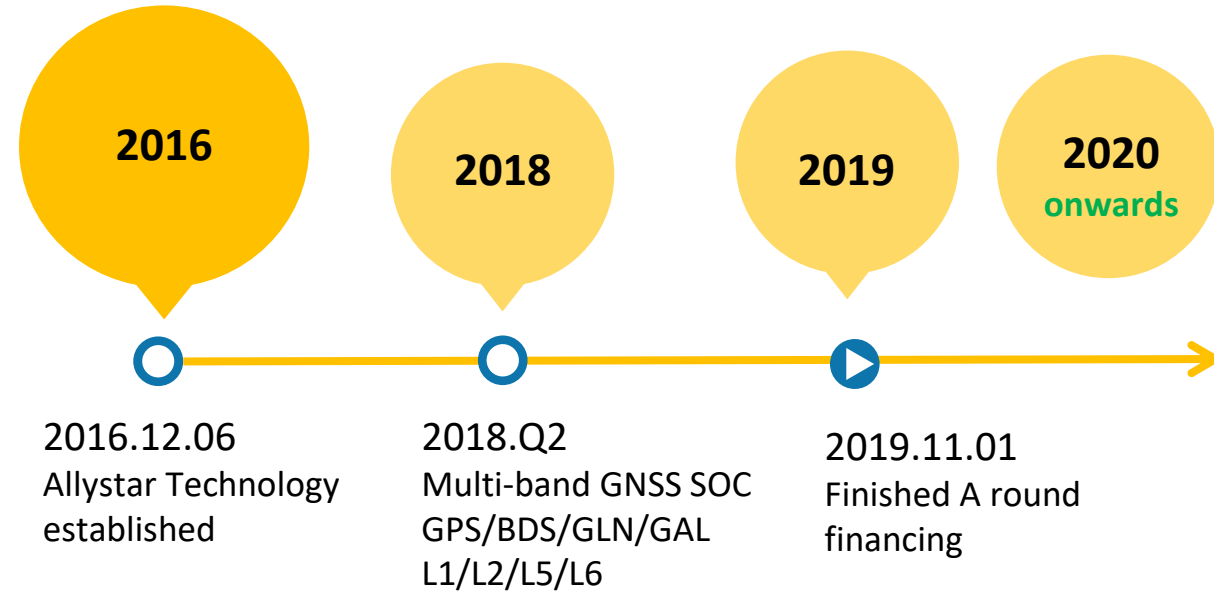 2016
2018
2019
2020
onwards
2016.12.06
Allystar Technology
established
2018.Q2
Multi-band GNSS SOC
GPS/BDS/GLN/GAL
L1/L2/L5/L6
2019.11.01
Finished A round
financing